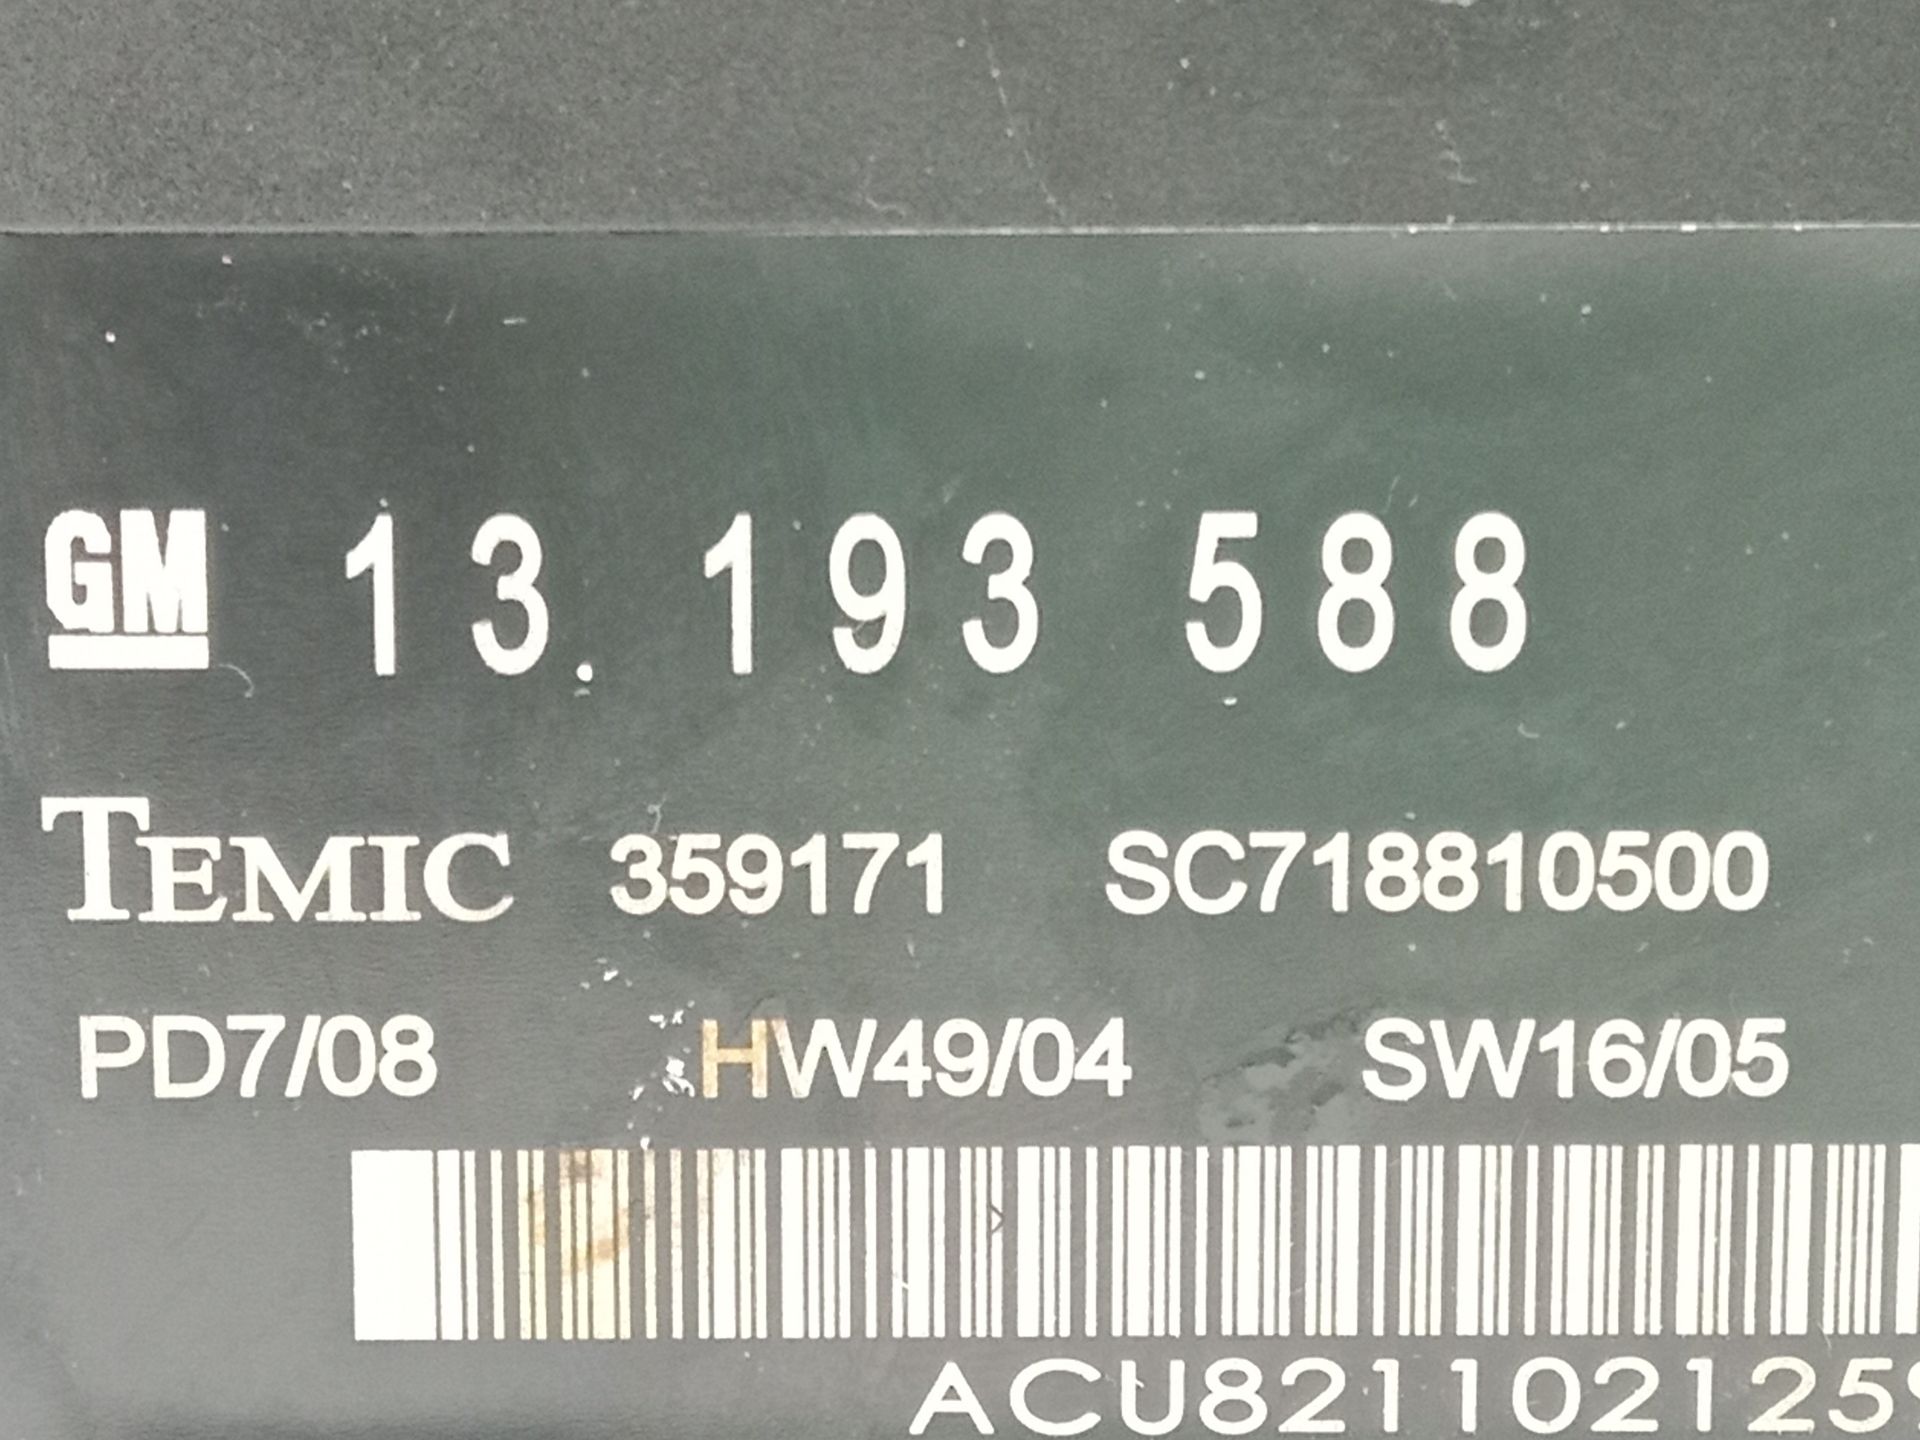 GM 13. 193 588
TEMIC 359171 SC718810500
PD7/08 HW49/04 SW16/05
ACU821102125